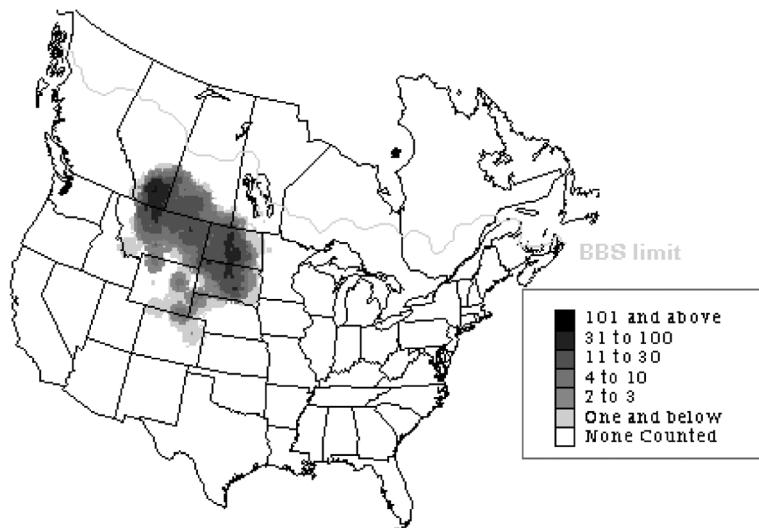 BBS limit
101 and above
31 to 100
11 to 30
4 to 10
2 to 3
One and below
None Counted